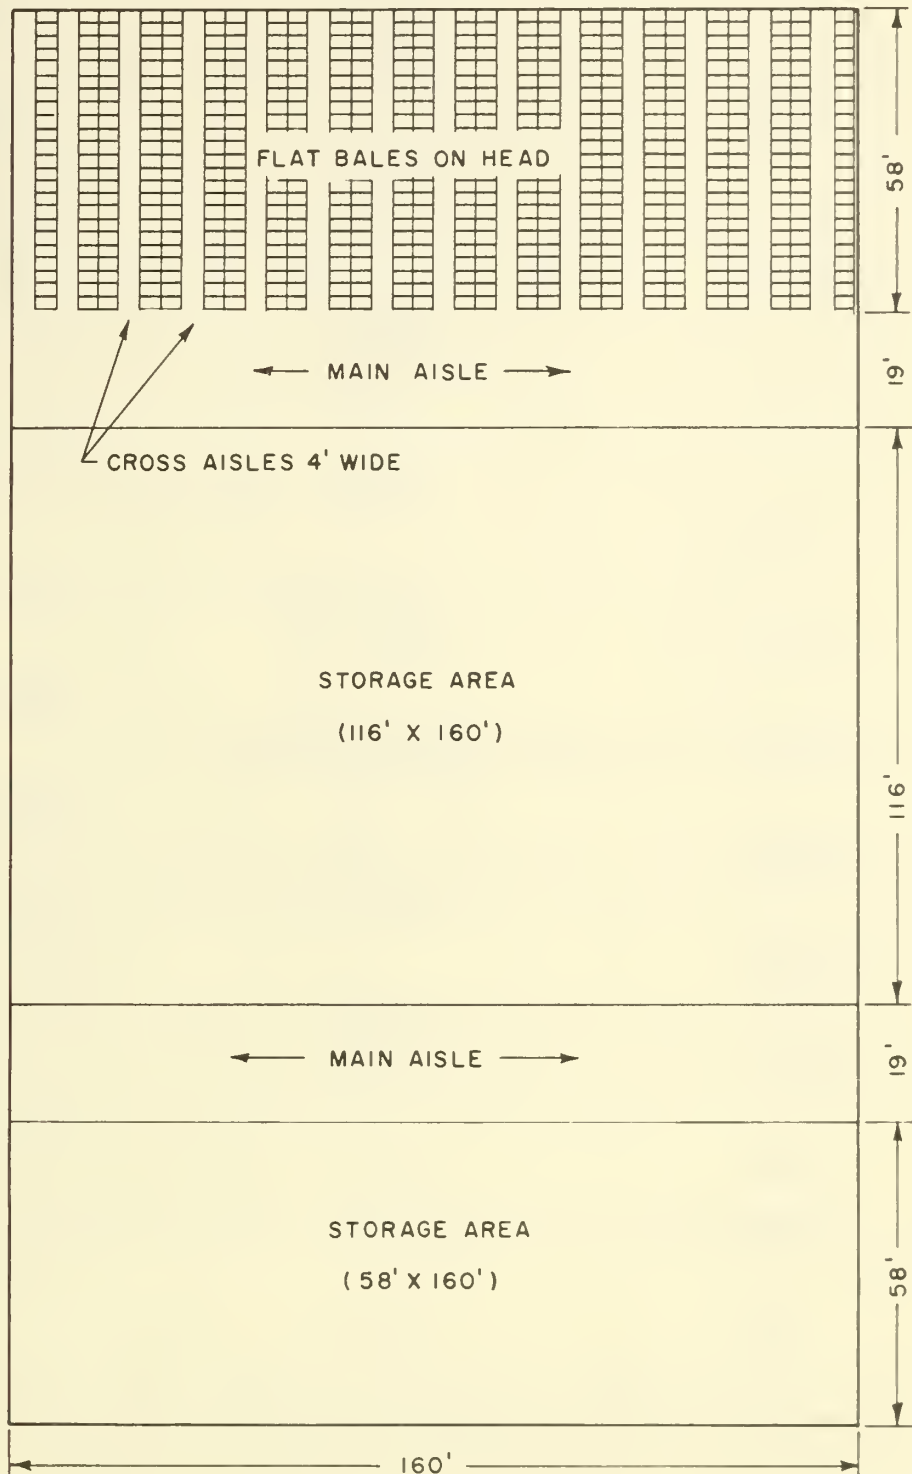 FLAT BALES ON HEAD
58'
MAIN AISLE
19'
CROSS AISLES 4' WIDE
STORAGE AREA
(116' X 160')
116'
MAIN AISLE
19'
STORAGE AREA
(58' X 160')
58'
160'